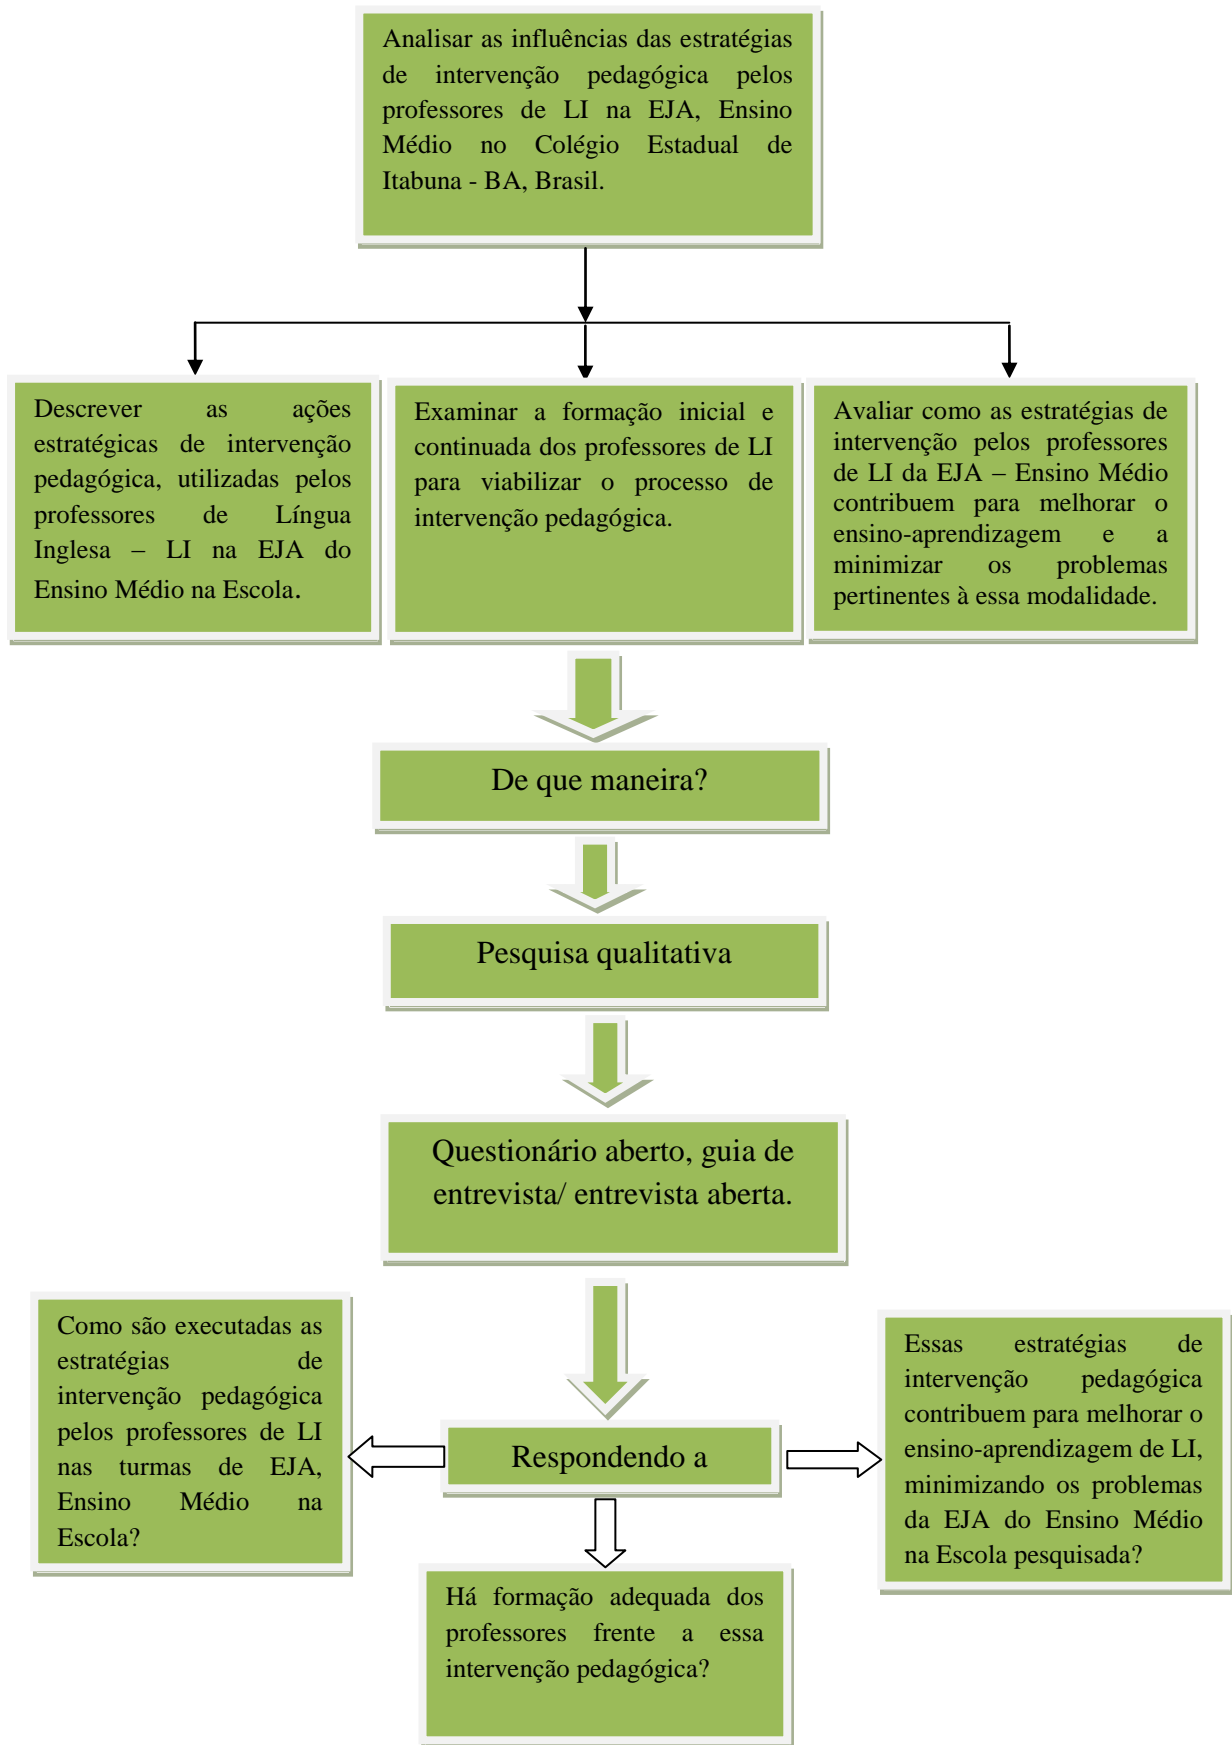 Analisar as influências das estratégias
de intervenção pedagógica pelos
professores de LI na EJA, Ensino
Médio no Colégio Estadual de
Itabuna - BA, Brasil.
Descrever as ações
estratégicas de intervenção
pedagógica, utilizadas pelos
professores de Língua
Inglesa – LI na EJA do
Ensino Médio na Escola.
Examinar a formação inicial e
continuada dos professores de LI
para viabilizar o processo de
intervenção pedagógica.
Avaliar como as estratégias de
intervenção pelos professores
de LI da EJA – Ensino Médio
contribuem para melhorar o
ensino-aprendizagem e a
minimizar os problemas
pertinentes à essa modalidade.
De que maneira?
Pesquisa qualitativa
Questionário aberto, guia de
entrevista/ entrevista aberta.
Como são executadas as
estratégias de
intervenção pedagógica
pelos professores de LI
nas turmas de EJA,
Ensino Médio na
Escola?
Respondendo a
Essas estratégias de
intervenção pedagógica
contribuem para melhorar o
ensino-aprendizagem de LI,
minimizando os problemas
da EJA do Ensino Médio
na Escola pesquisada?
Há formação adequada dos
professores frente a essa
intervenção pedagógica?